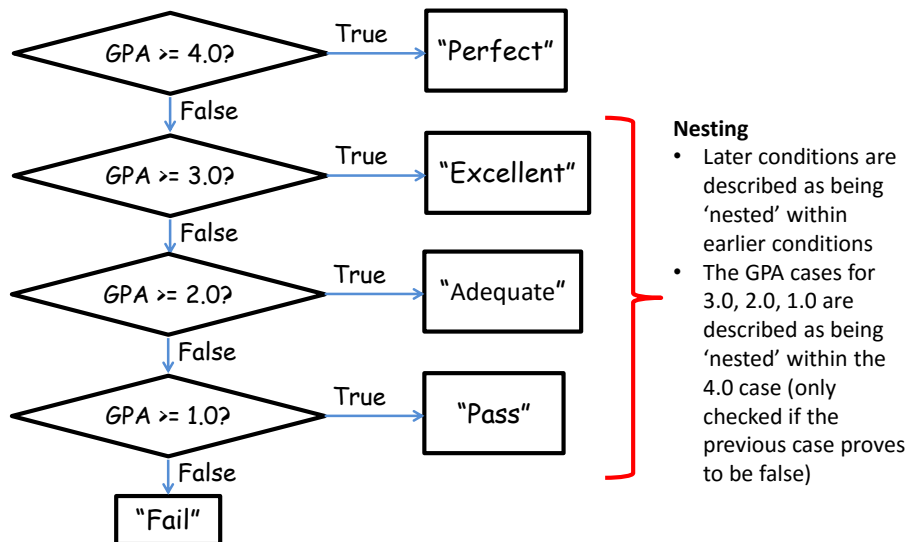 GPA >= 4.0?
True
“Perfect”
False
GPA >= 3.0?
True
“Excellent”
False
GPA >= 2.0?
True
“Adequate”
False
GPA >= 1.0?
True
“Pass”
False
“Fail”
Nesting
• Later conditions are
described as being
‘nested’ within
earlier conditions
• The GPA cases for
3.0, 2.0, 1.0 are
described as being
‘nested’ within the
4.0 case (only
checked if the
previous case proves
to be false)